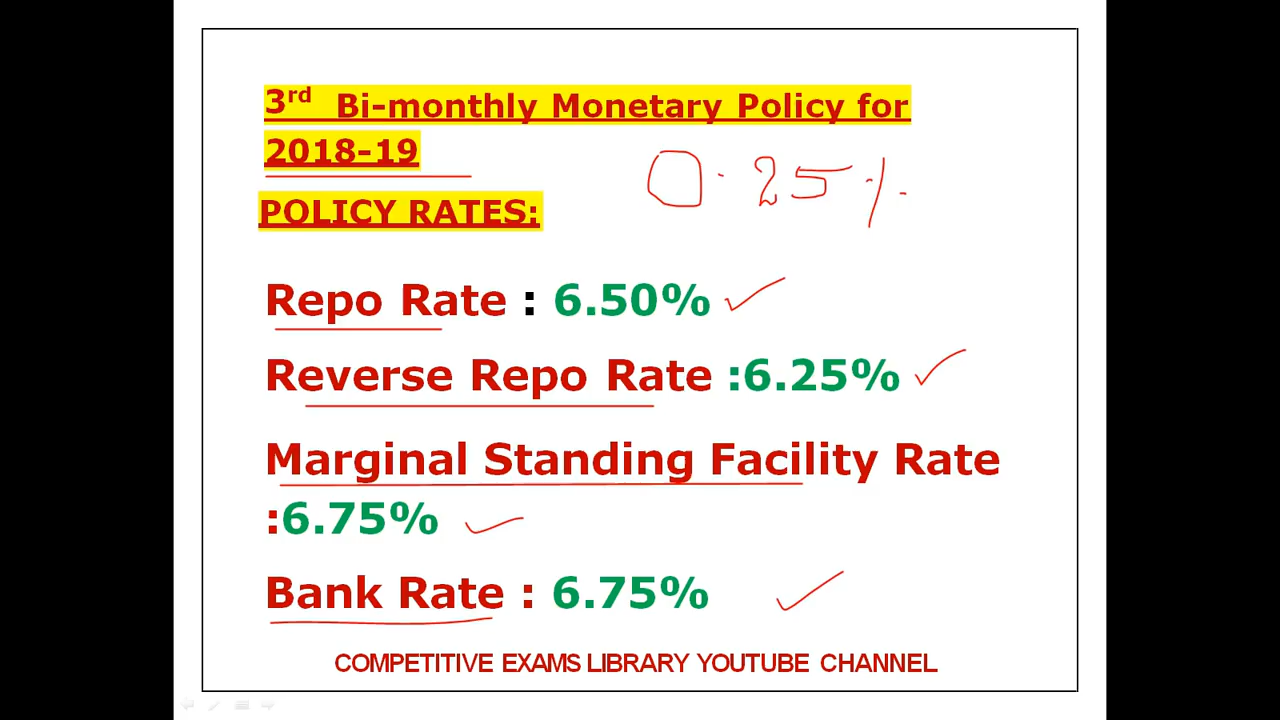 3rd Bi-monthly Monetary Policy for
2018-19
0.25%
POLICY RATES:
Repo Rate : 6.50%
Reverse Repo Rate :6.25%
Marginal Standing Facility Rate
:6.75%
Bank Rate : 6.75%
COMPETITIVE EXAMS LIBRARY YOUTUBE CHANNEL